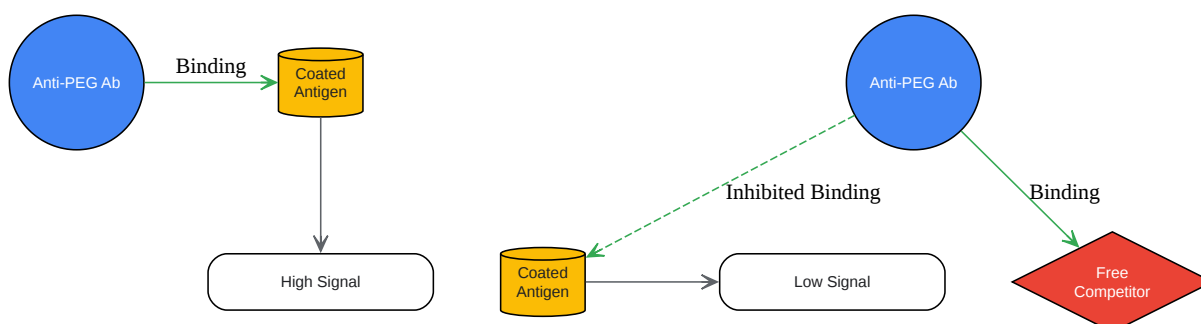 Anti-PEG Ab
Binding
Coated
Antigen
High Signal
Anti-PEG Ab
Inhibited Binding
Binding
Coated
Antigen
Low Signal
Free
Competitor